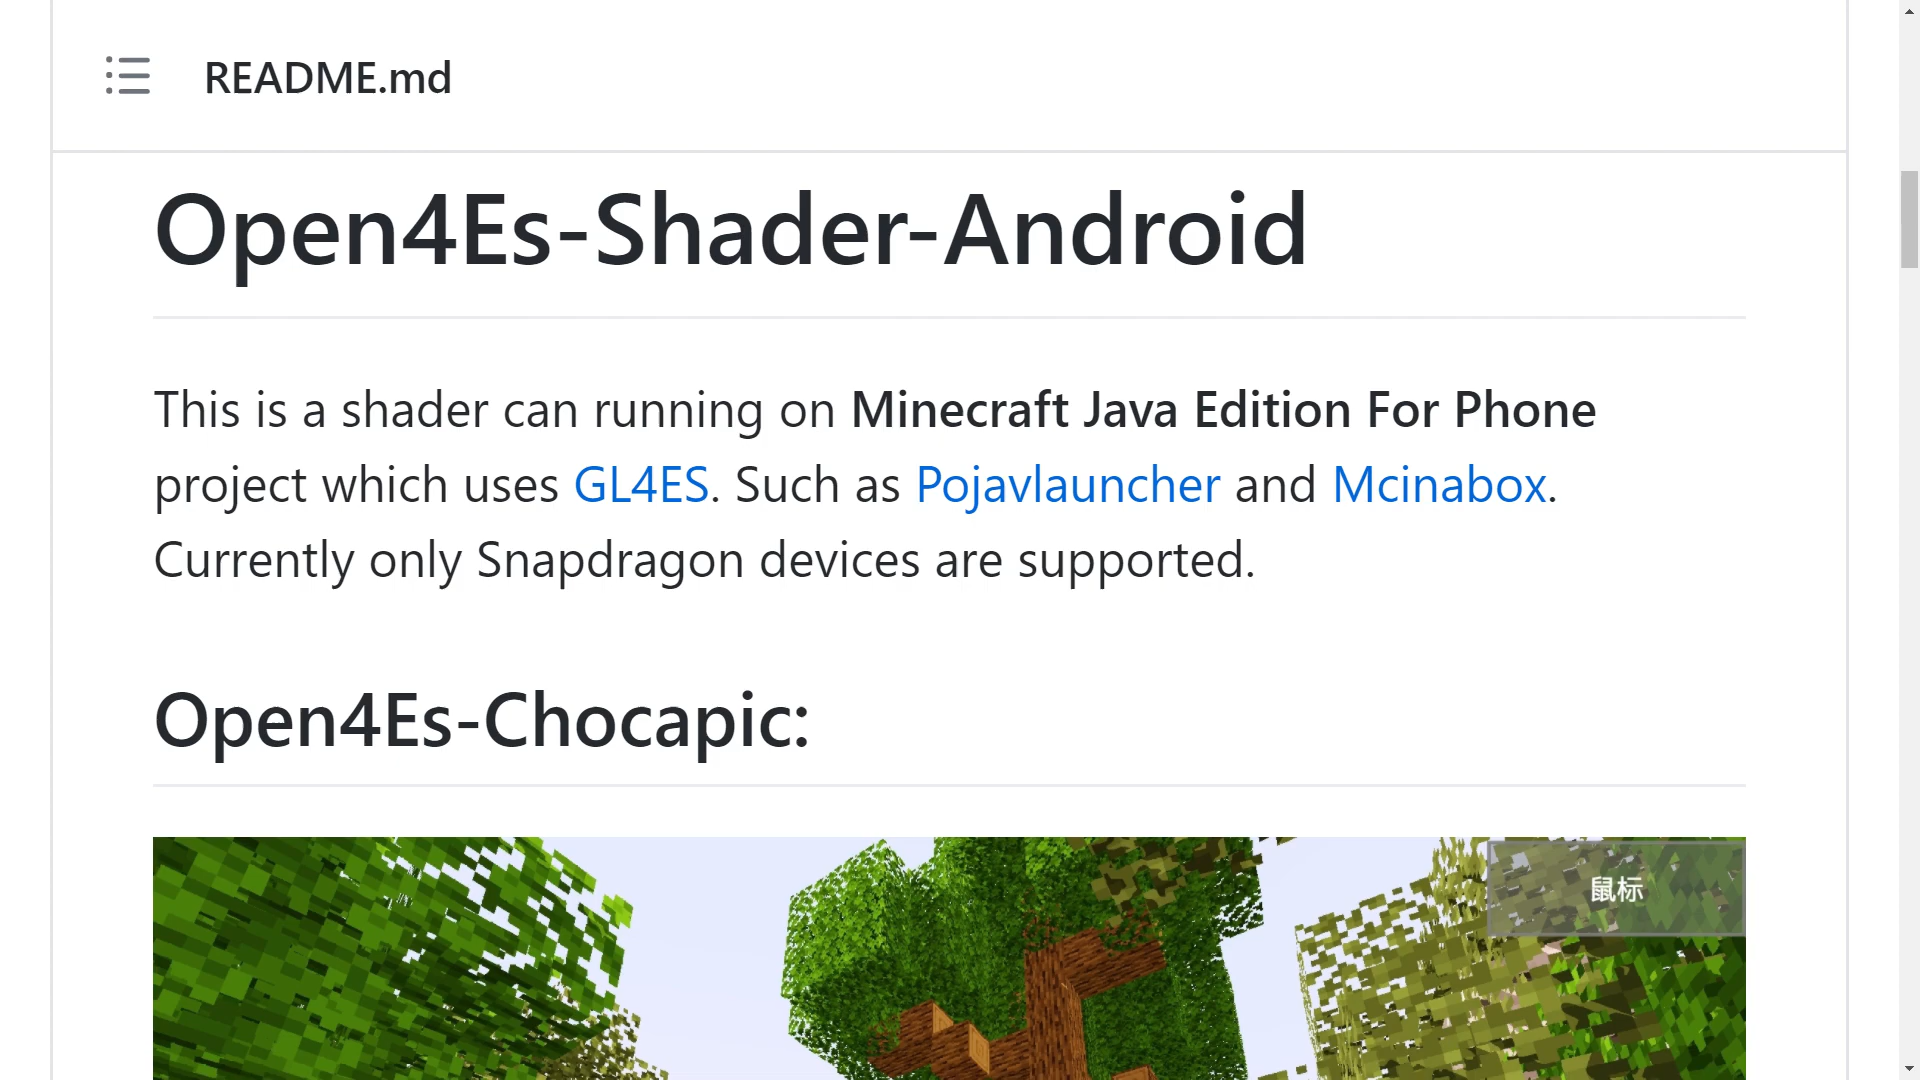 README.md
Open4Es-Shader-Android
This is a shader can running on Minecraft Java Edition For Phone
project which uses GL4ES. Such as Pojavlauncher and Mcinabox.
Currently only Snapdragon devices are supported.
Open4Es-Chocapic:
鼠标